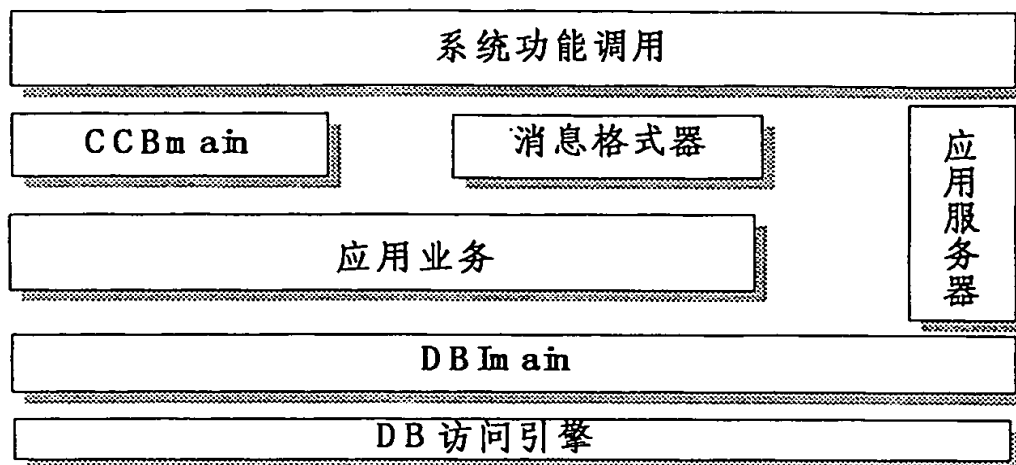 系统功能调用
CCBmain
消息格式器
应用服务器
应用业务
DBImain
DB访问引擎